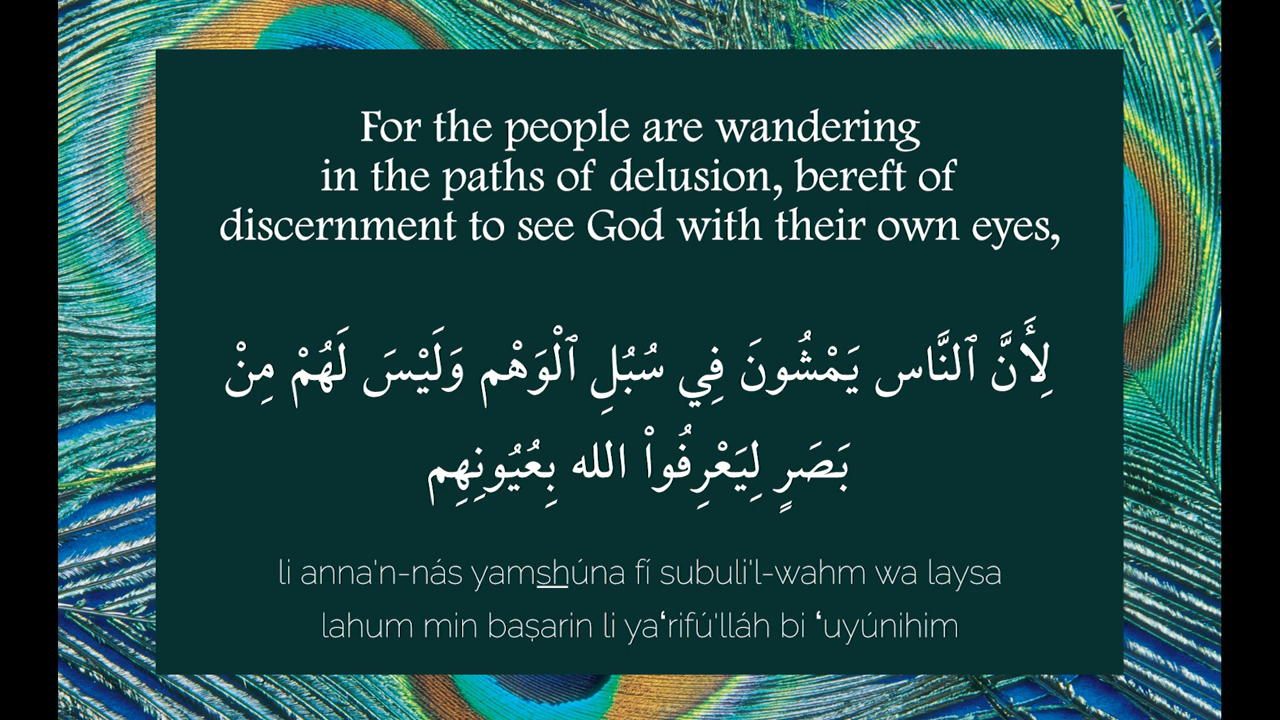 For the people are wandering
in the paths of delusion, bereft of
discernment to see God with their own eyes,
لِأَنَّ ٱلنَّاس يَمْشُونَ فِي سُبُلِ ٱلْوَهْم وَلَيْسَ لَهُمْ مِنْ
بَصَرٍ لِيَعْرِفُواْ الله بِعُيُونِهِم
li anna'n-nás yamshúna fí subuli'l-wahm wa laysa
lahum min baṣarin li ya‘rifú'lláh bi ‘uyúnihim